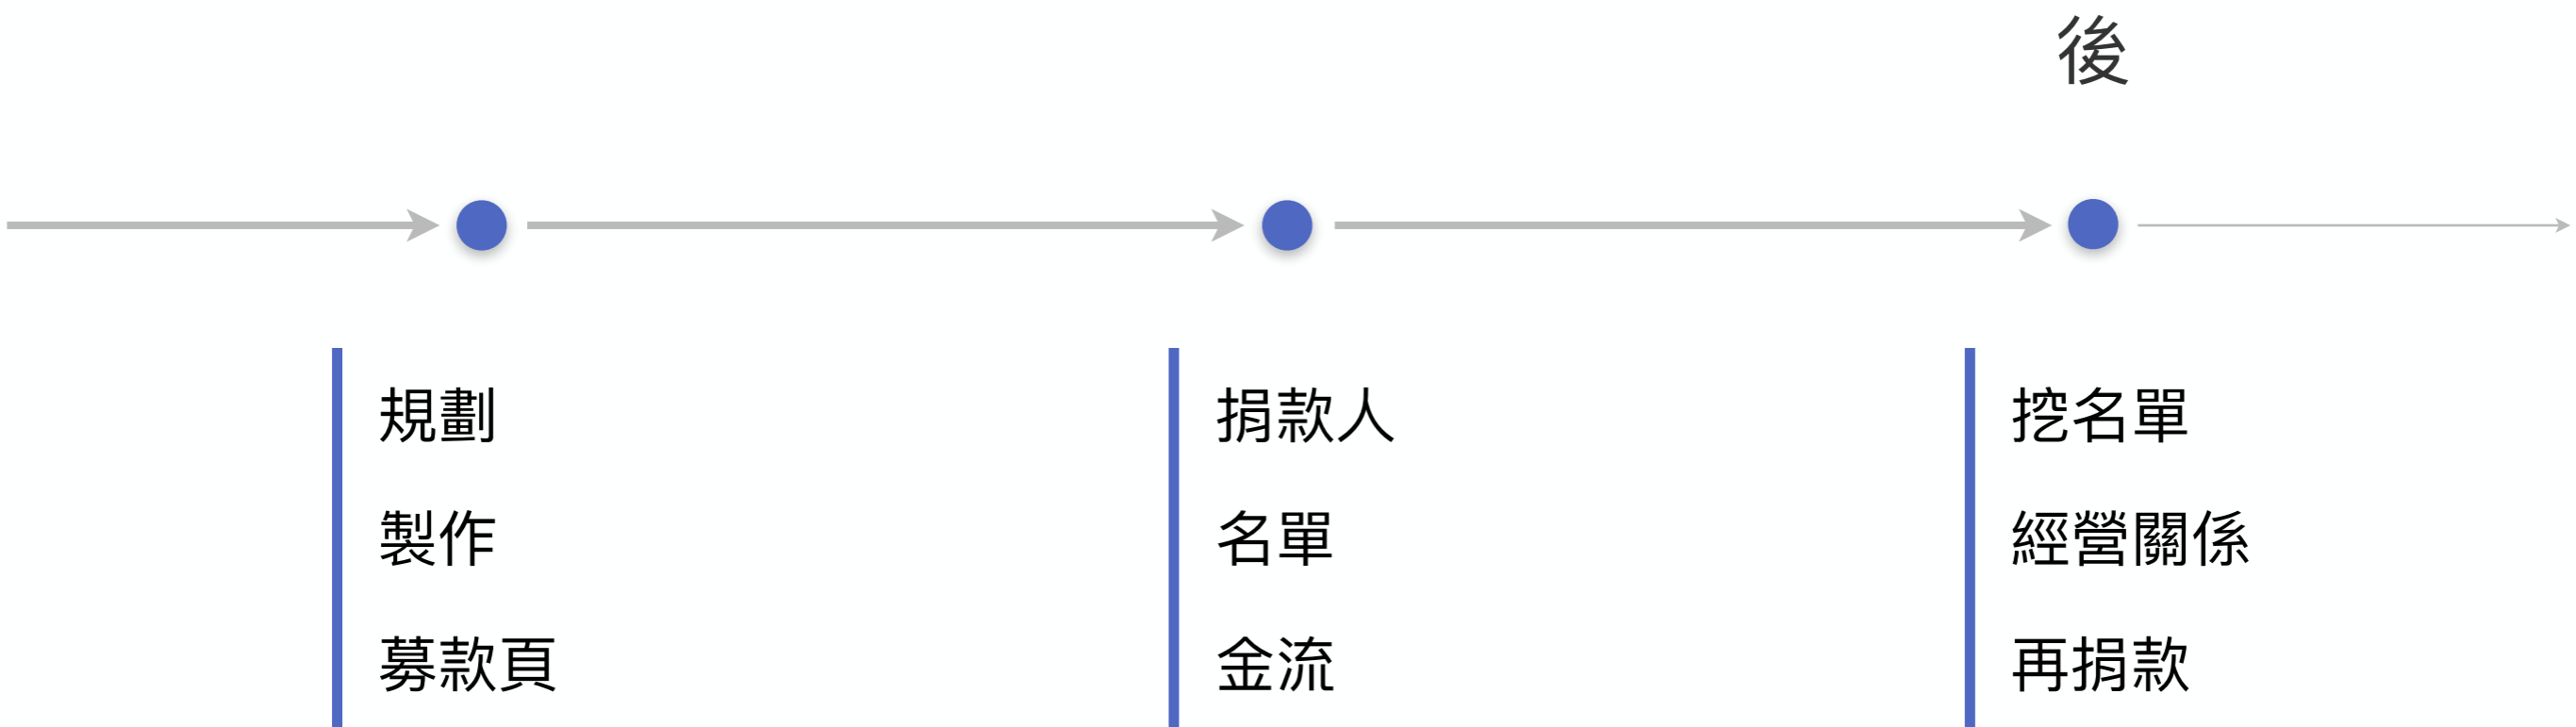 後
規劃
製作
募款頁
捐款人
名單
金流
挖名單
經營關係
再捐款